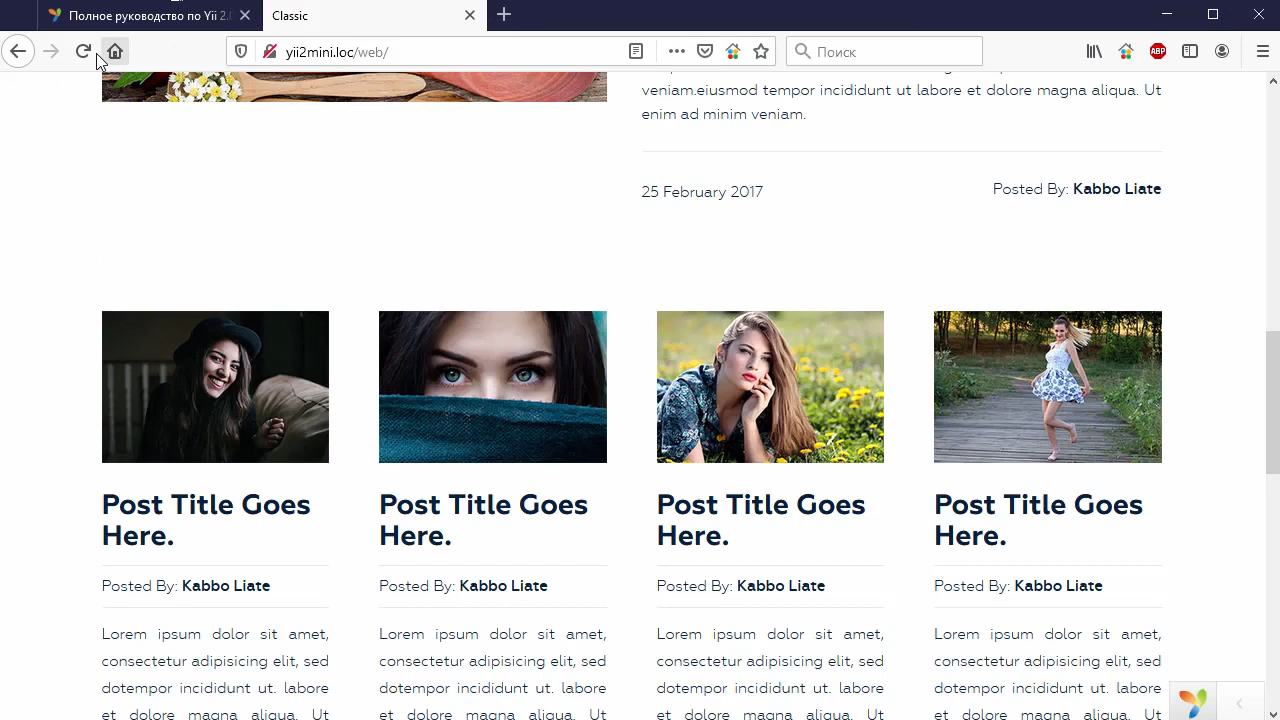 Полное руководство по Yii 2.0
Classic
yii2mini.loc/web/
Поиск
ABP
veniam.eiusmod tempor incididunt ut labore et dolore magna aliqua. Ut
enim ad minim veniam.
25 February 2017
Posted By: Kabbo Liate
Post Title Goes Here.
Post Title Goes Here.
Post Title Goes Here.
Post Title Goes Here.
Posted By: Kabbo Liate
Posted By: Kabbo Liate
Posted By: Kabbo Liate
Posted By: Kabbo Liate
Lorem ipsum dolor sit amet,
consectetur adipisicing elit, sed
dotempor incididunt ut. labore
et dolore magna aliqua. Ut
Lorem ipsum dolor sit amet,
consectetur adipisicing elit, sed
dotempor incididunt ut. labore
et dolore magna aliqua. Ut
Lorem ipsum dolor sit amet,
consectetur adipisicing elit, sed
dotempor incididunt ut. labore
et dolore magna aliqua. Ut
Lorem ipsum dolor sit amet,
consectetur adipisicing elit, sed
dotempor incididunt ut. labore
et dolore magna aliqua. Ut